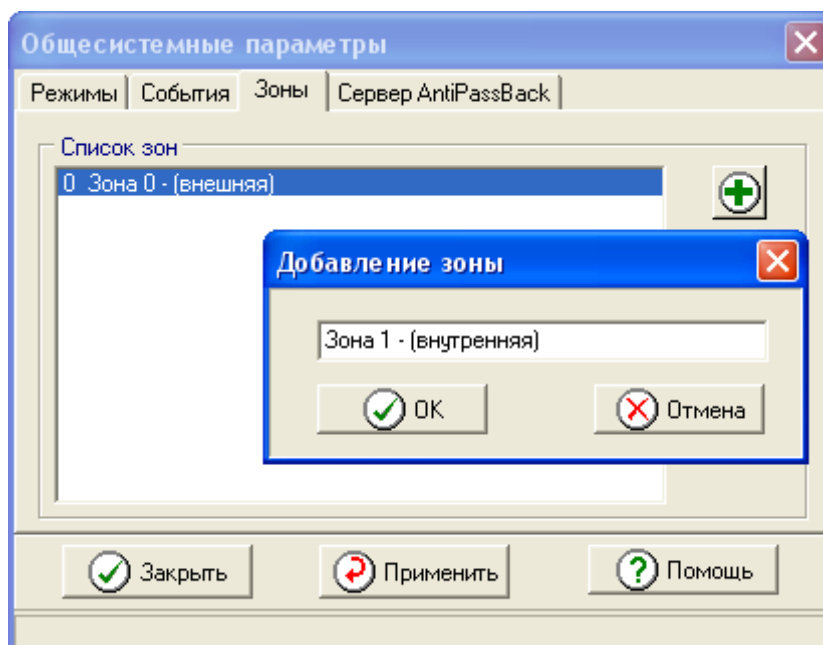 Общесистемные параметры
Режимы События Зоны Сервер AntiPassBack
Список зон
0 Зона 0 - (внешняя)
Добавление зоны
Зона 1 - (внутренняя)
OK Отмена
Закрыть Применить Помощь